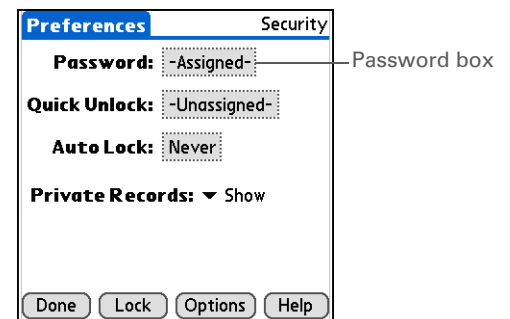 Preferences Security
Password: -Assigned- Password box
Quick Unlock: -Unassigned-
Auto Lock: Never
Private Records: Show
Done Lock Options Help